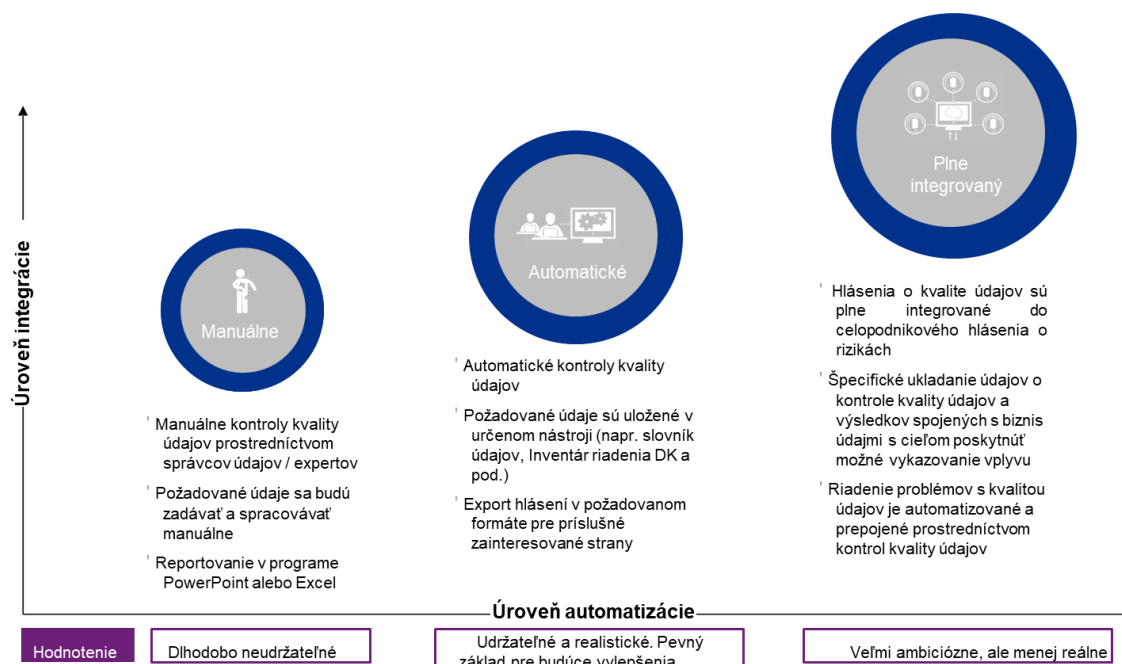 Úroveň integrácie
Manuálne
' Manuálne kontroly kvality
údajov prostredníctvom
správcov údajov / expertov
' Požadované údaje sa budú
zadávať a spracovávať
manuálne
' Reportovanie v programe
PowerPoint alebo Excel
Automatické
' Automatické kontroly kvality
údajov
' Požadované údaje sú uložené v
určenom nástroji (napr. slovník
údajov, Inventár riadenia DK a
pod.)
' Export hlásení v požadovanom
formáte pre príslušné
zainteresované strany
Plne
integrovaný
' Hlásenia o kvalite údajov sú
plne integrované do
celopodnikového hlásenia o
rizikách
' Špecifické ukladanie údajov o
kontrole kvality údajov a
výsledkov spojených s biznis
údajmi s cieľom poskytnúť
možné vykazovanie vplyvu
' Riadenie problémov s kvalitou
údajov je automatizované a
prepojené prostredníctvom
kontrol kvality údajov
Úroveň automatizácie
Hodnotenie
Dlhodobo neudržateľné
Udržateľné a realistické. Pevný
základ pre budúce vylepšenia
Veľmi ambiciózne, ale menej reálne